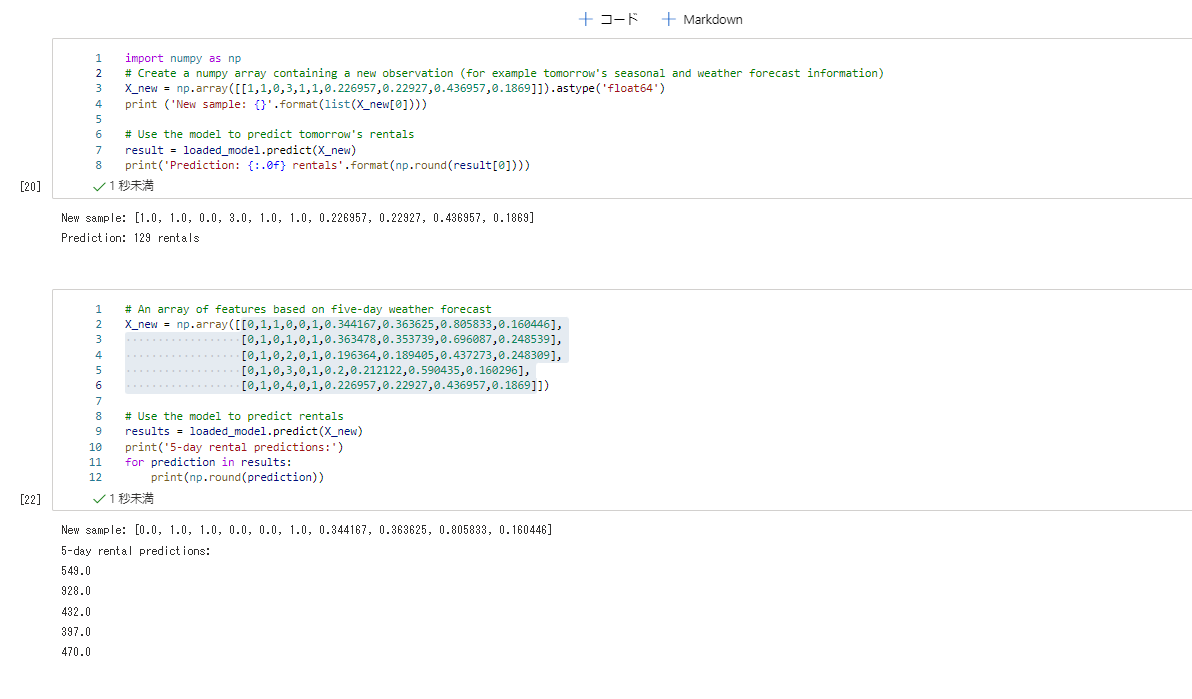 + コード + Markdown
1 import numpy as np
2 # Create a numpy array containing a new observation (for example tomorrow's seasonal and weather forecast information)
3 X_new = np.array([[1,1,0,3,1,1,0.226957,0.22927,0.436957,0.1869]]).astype('float64')
4 print ('New sample: {}'.format(list(X_new[0])))
5
6 # Use the model to predict tomorrow's rentals
7 result = loaded_model.predict(X_new)
8 print('Prediction: {:.0f} rentals'.format(np.round(result[0])))
[20] ✓ 1 秒未満
New sample: [1.0, 1.0, 0.0, 3.0, 1.0, 1.0, 0.226957, 0.22927, 0.436957, 0.1869]
Prediction: 129 rentals
1 # An array of features based on five-day weather forecast
2 X_new = np.array([[0,1,1,0,0,1,0.344167,0.363625,0.805833,0.160446],
3 [0,1,0,1,0,1,0.363478,0.353739,0.696087,0.248539],
4 [0,1,0,2,0,1,0.196364,0.189405,0.437273,0.248309],
5 [0,1,0,3,0,1,0.2,0.212122,0.590435,0.160296],
6 [0,1,0,4,0,1,0.226957,0.22927,0.436957,0.1869]])
7
8 # Use the model to predict rentals
9 results = loaded_model.predict(X_new)
10 print('5-day rental predictions:')
11 for prediction in results:
12 print(np.round(prediction))
[22] ✓ 1 秒未満
New sample: [0.0, 1.0, 1.0, 0.0, 0.0, 1.0, 0.344167, 0.363625, 0.805833, 0.160446]
5-day rental predictions:
549.0
928.0
432.0
397.0
470.0